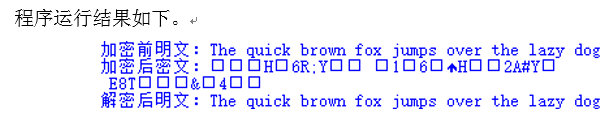 程序运行结果如下。
加密前明文: The quick brown fox jumps over the lazy dog
加密后密文: □□□H□6R;Y□□ □1□6□♠H□□2A#Y□
E8T□□□&□4□□
解密后明文: The quick brown fox jumps over the lazy dog